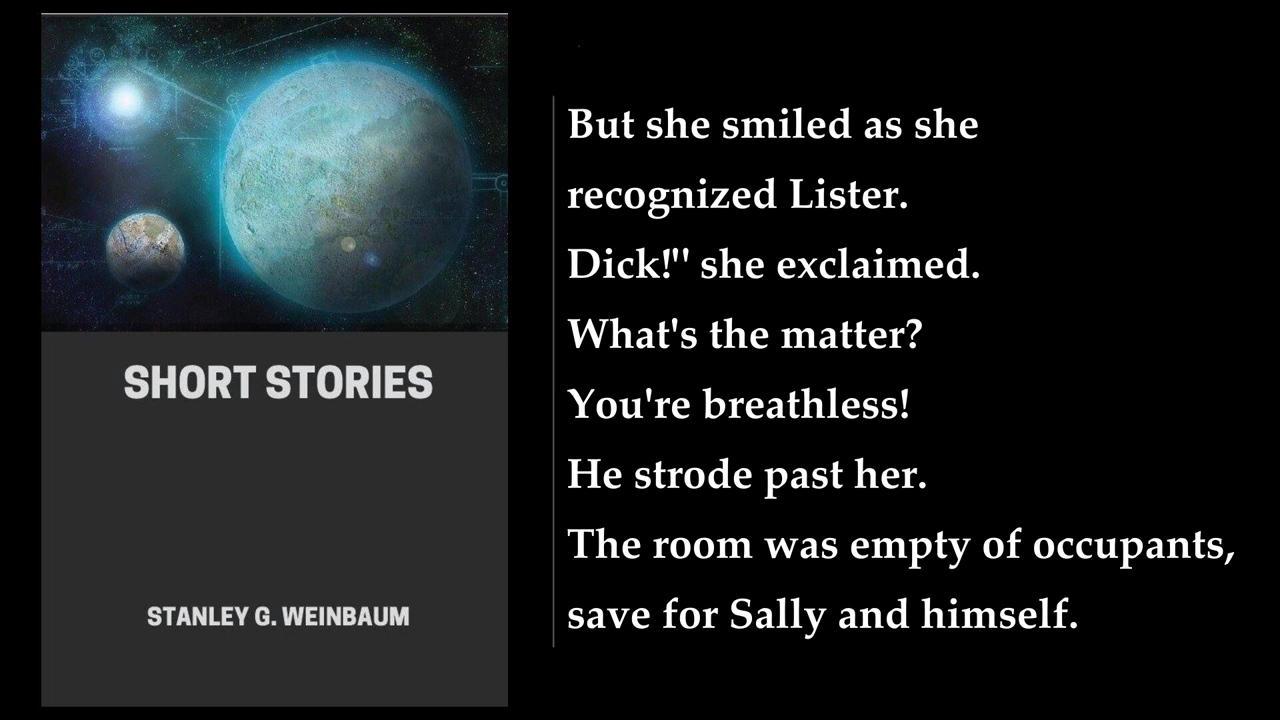 SHORT STORIES
STANLEY G. WEINBAUM
But she smiled as she
recognized Lister.
Dick!" she exclaimed.
What's the matter?
You're breathless!
He strode past her.
The room was empty of occupants,
save for Sally and himself.